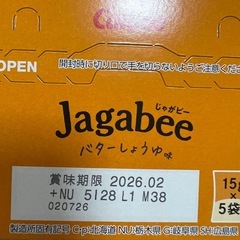 OPEN
開封時に切り口で手を切らないようご注意くださ
じゃがビー
Jagabee
バターしょうゆ味
賞味期限 2026.02
+NU 5I28 L1 M38
020726
15g
×
5袋
製造所固有記号 C-p:北海道 NU:栃木県 G:岐阜県 SH:広島県